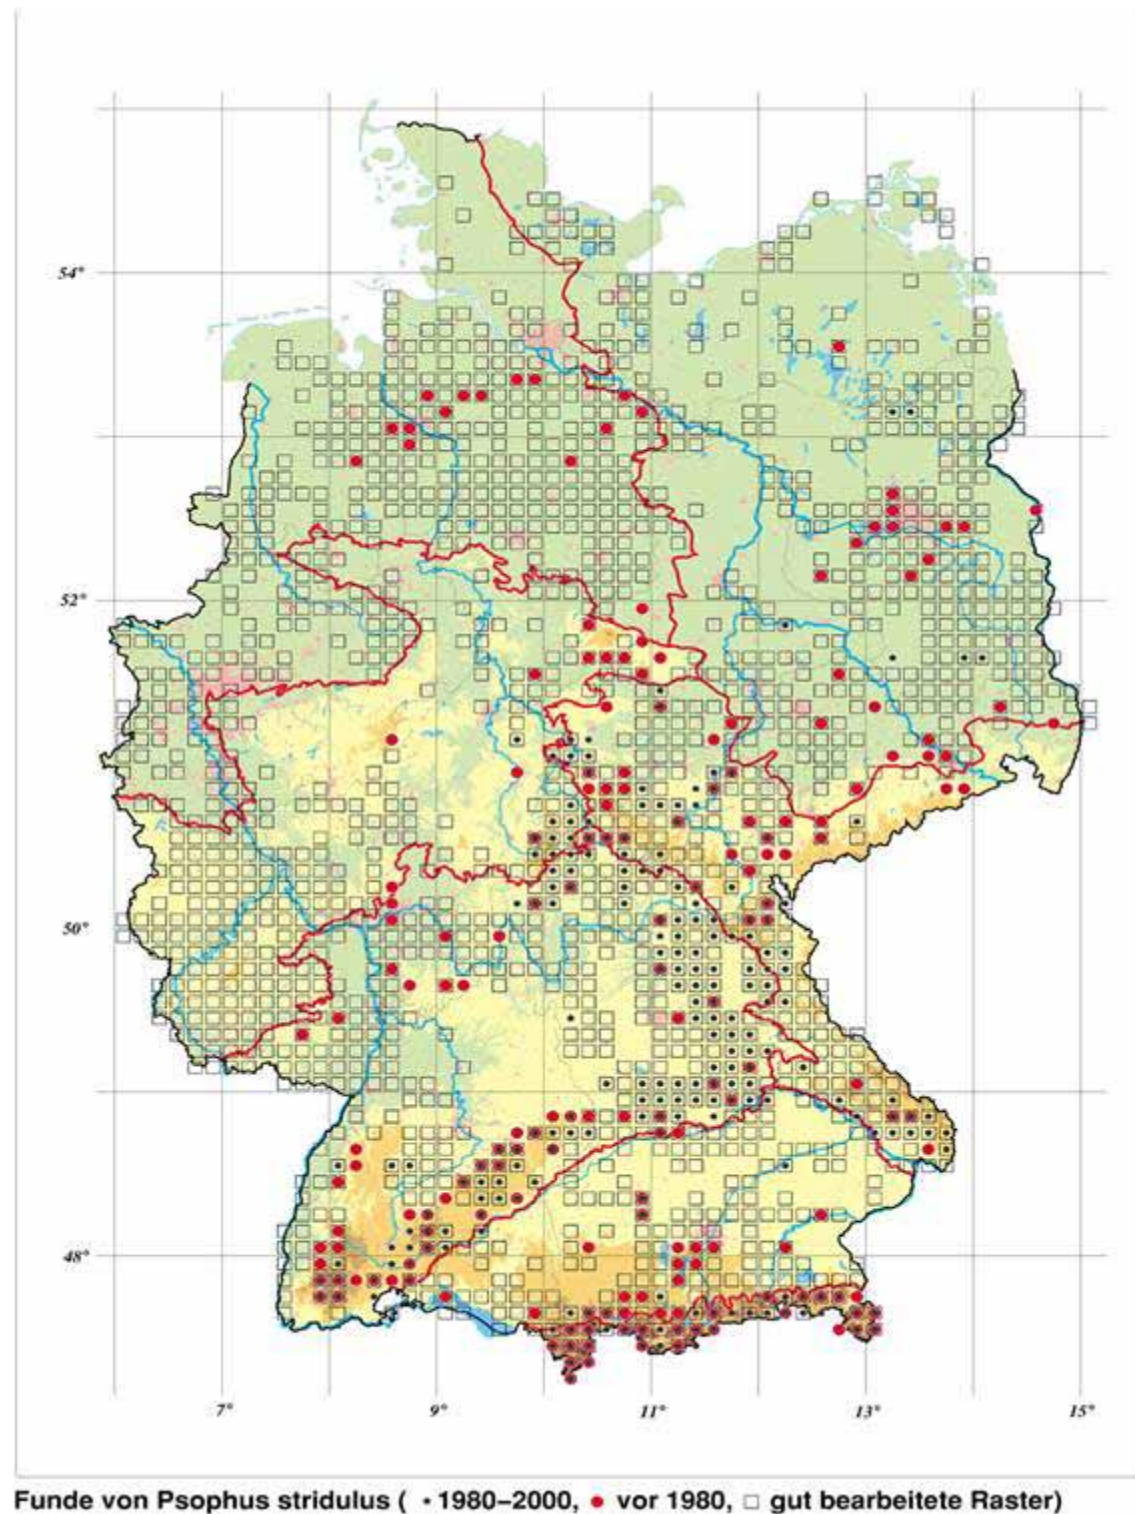 54°
52°
50°
48°
7° 9° 11° 13° 15°
Funde von Psophus stridulus ( • 1980–2000, ● vor 1980, □ gut bearbeitete Raster)